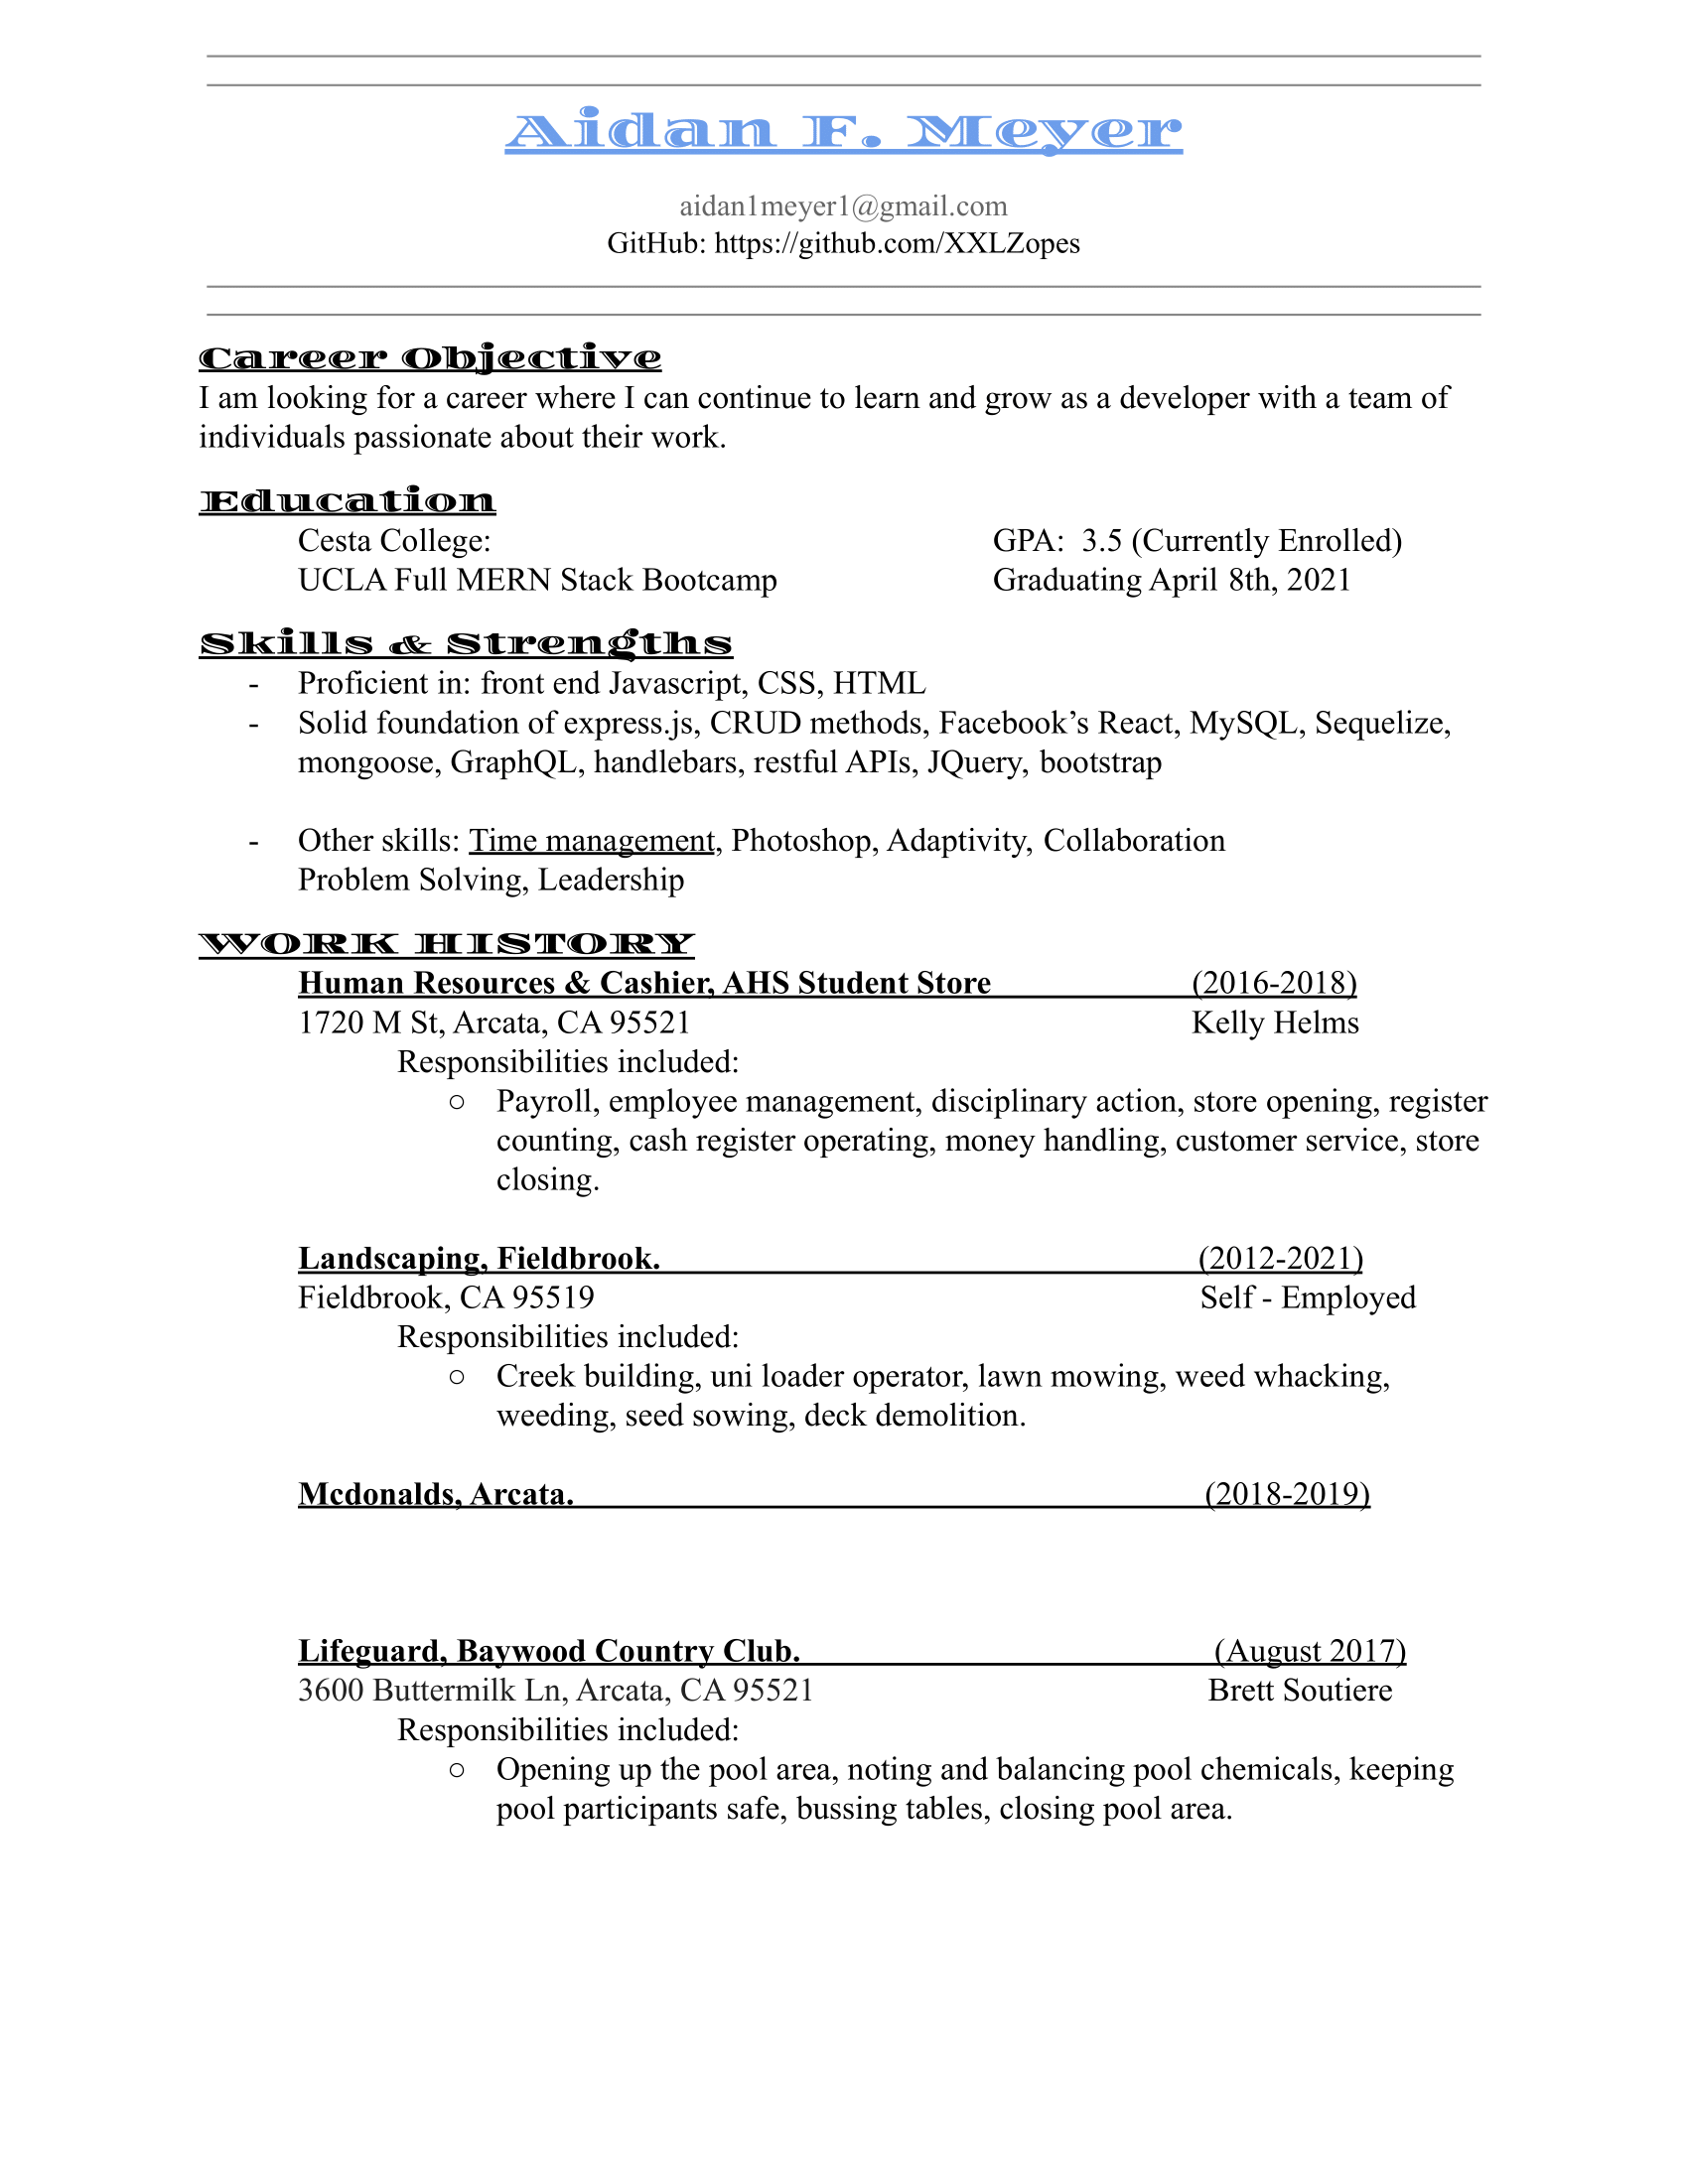 Aidan F. Meyer
aidan1meyer1@gmail.com
GitHub: https://github.com/XXLZopes
Career Objective
I am looking for a career where I can continue to learn and grow as a developer with a team of
individuals passionate about their work.
Education
Cesta College: GPA:  3.5 (Currently Enrolled)
UCLA Full MERN Stack Bootcamp Graduating April 8th, 2021
Skills & Strengths
- Proficient in: front end Javascript, CSS, HTML
- Solid foundation of express.js, CRUD methods, Facebook’s React, MySQL, Sequelize,
mongoose, GraphQL, handlebars, restful APIs, JQuery, bootstrap
- Other skills: Time management, Photoshop, Adaptivity, Collaboration
Problem Solving, Leadership
WORK HISTORY
Human Resources & Cashier, AHS Student Store (2016-2018)
1720 M St, Arcata, CA 95521 Kelly Helms
Responsibilities included:
○ Payroll, employee management, disciplinary action, store opening, register
counting, cash register operating, money handling, customer service, store
closing.
Landscaping, Fieldbrook. (2012-2021)
Fieldbrook, CA 95519 Self - Employed
Responsibilities included:
○ Creek building, uni loader operator, lawn mowing, weed whacking,
weeding, seed sowing, deck demolition.
Mcdonalds, Arcata. (2018-2019)
Lifeguard, Baywood Country Club. (August 2017)
3600 Buttermilk Ln, Arcata, CA 95521 Brett Soutiere
Responsibilities included:
○ Opening up the pool area, noting and balancing pool chemicals, keeping
pool participants safe, bussing tables, closing pool area.